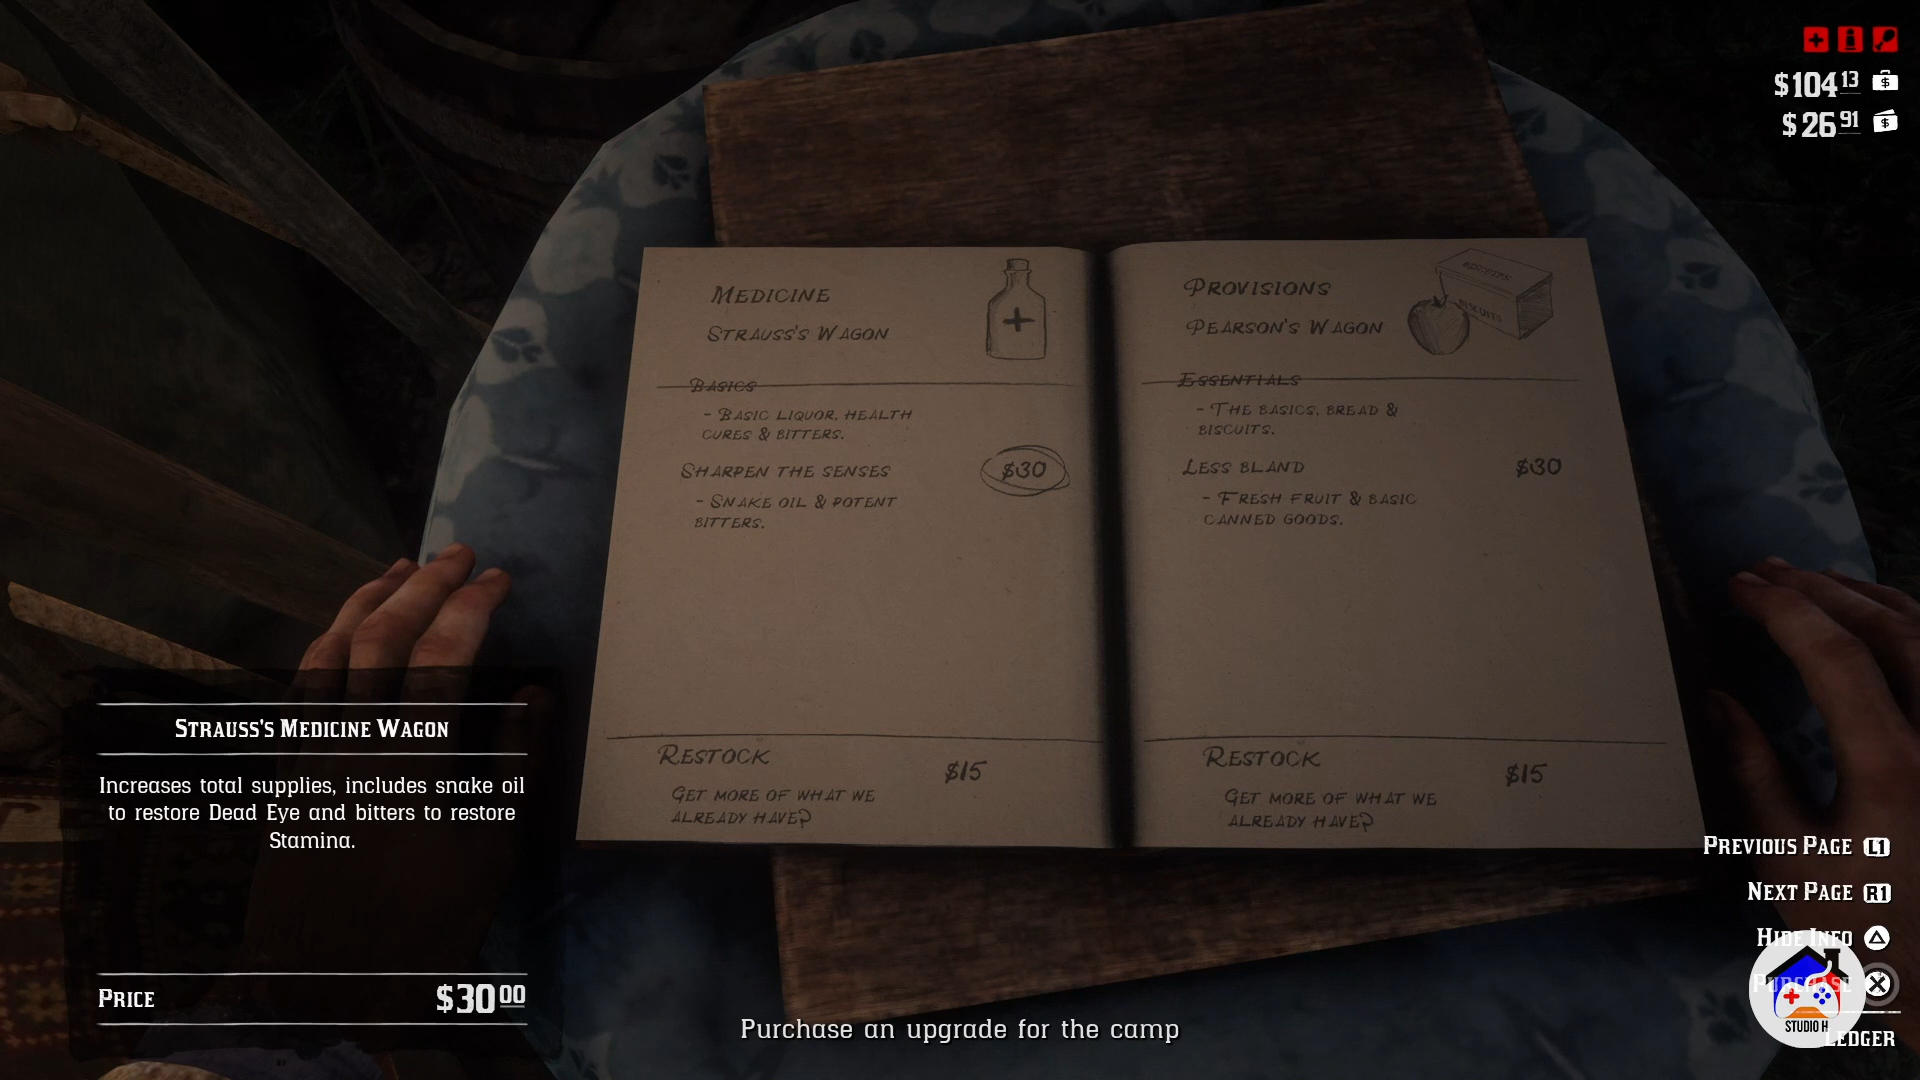 $104 13
$26 91
MEDICINE
STRAUSS'S WAGON
BASICS
- BASIC LIQUOR, HEALTH
CURES & BITTERS.
SHARPEN THE SENSES $30
- SNAKE OIL & POTENT
BITTERS.
RESTOCK
$15
GET MORE OF WHAT WE
ALREADY HAVE?
PROVISIONS
PEARSON'S WAGON
BISCUITS
ESSENTIALS
- THE BASICS, BREAD &
BISCUITS.
LESS BLAND $30
- FRESH FRUIT & BASIC
CANNED GOODS.
RESTOCK
$15
GET MORE OF WHAT WE
ALREADY HAVE?
STRAUSS'S MEDICINE WAGON
Increases total supplies, includes snake oil
to restore Dead Eye and bitters to restore
Stamina.
PRICE $30 00
Purchase an upgrade for the camp
PREVIOUS PAGE L1
NEXT PAGE R1
HIDE INFO
PURCHASE
STUDIO H
LEDGER